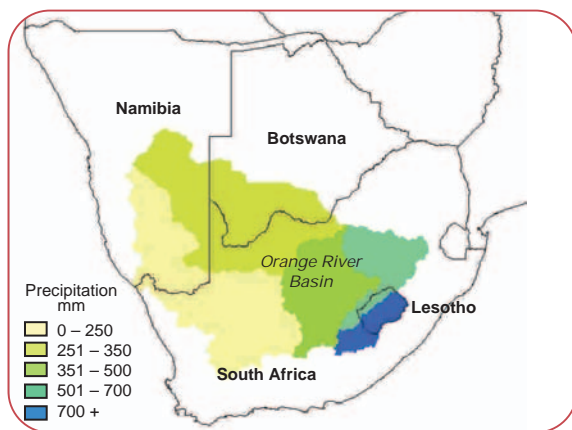 Namibia
Botswana
Orange River
Basin
Lesotho
South Africa
Precipitation
mm
0 – 250
251 – 350
351 – 500
501 – 700
700 +